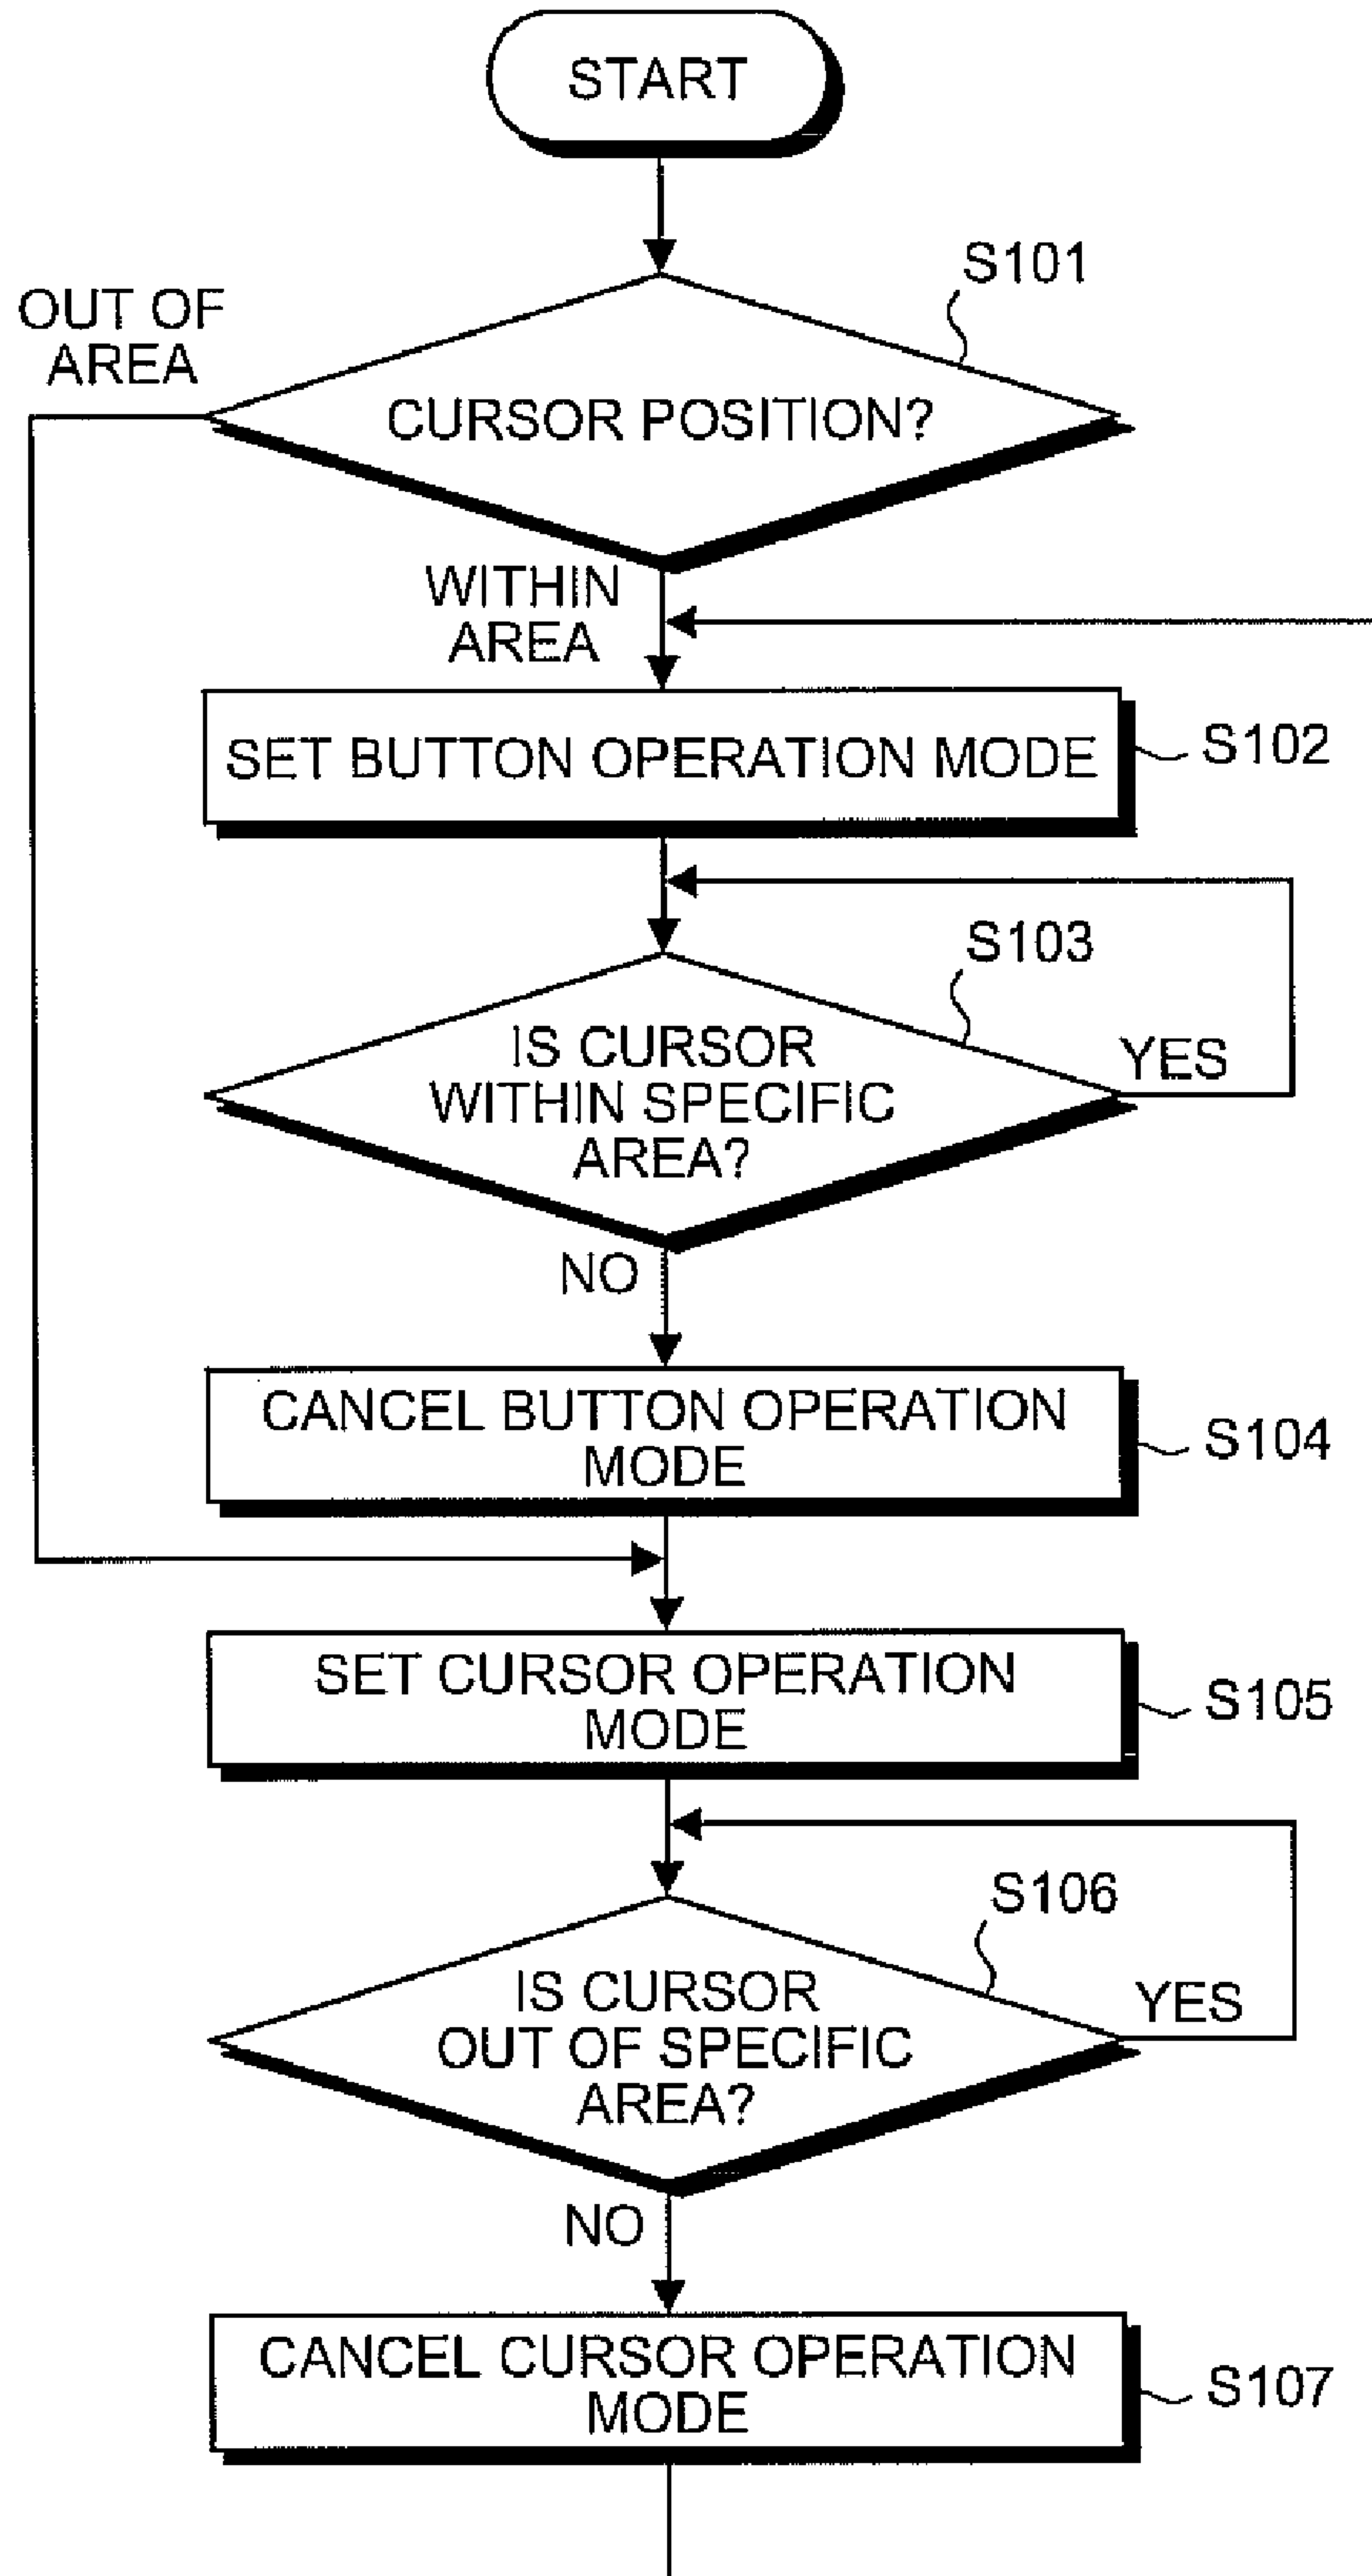 START
S101
OUT OF
AREA
CURSOR POSITION?
WITHIN
AREA
SET BUTTON OPERATION MODE
S102
S103
IS CURSOR
WITHIN SPECIFIC
AREA?
YES
NO
CANCEL BUTTON OPERATION
MODE
S104
SET CURSOR OPERATION
MODE
S105
S106
IS CURSOR
OUT OF SPECIFIC
AREA?
YES
NO
CANCEL CURSOR OPERATION
MODE
S107